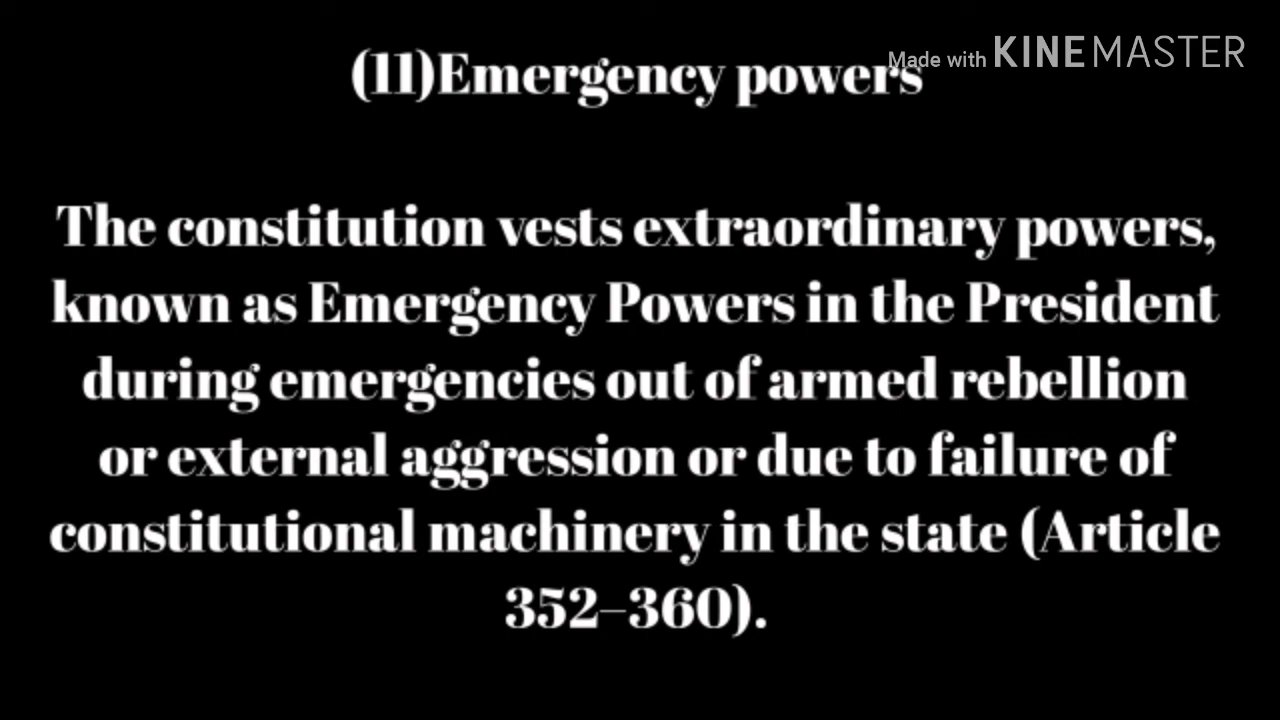 Made with KINEMASTER
(11)Emergency powers
The constitution vests extraordinary powers,
known as Emergency Powers in the President
during emergencies out of armed rebellion
or external aggression or due to failure of
constitutional machinery in the state (Article
352–360).